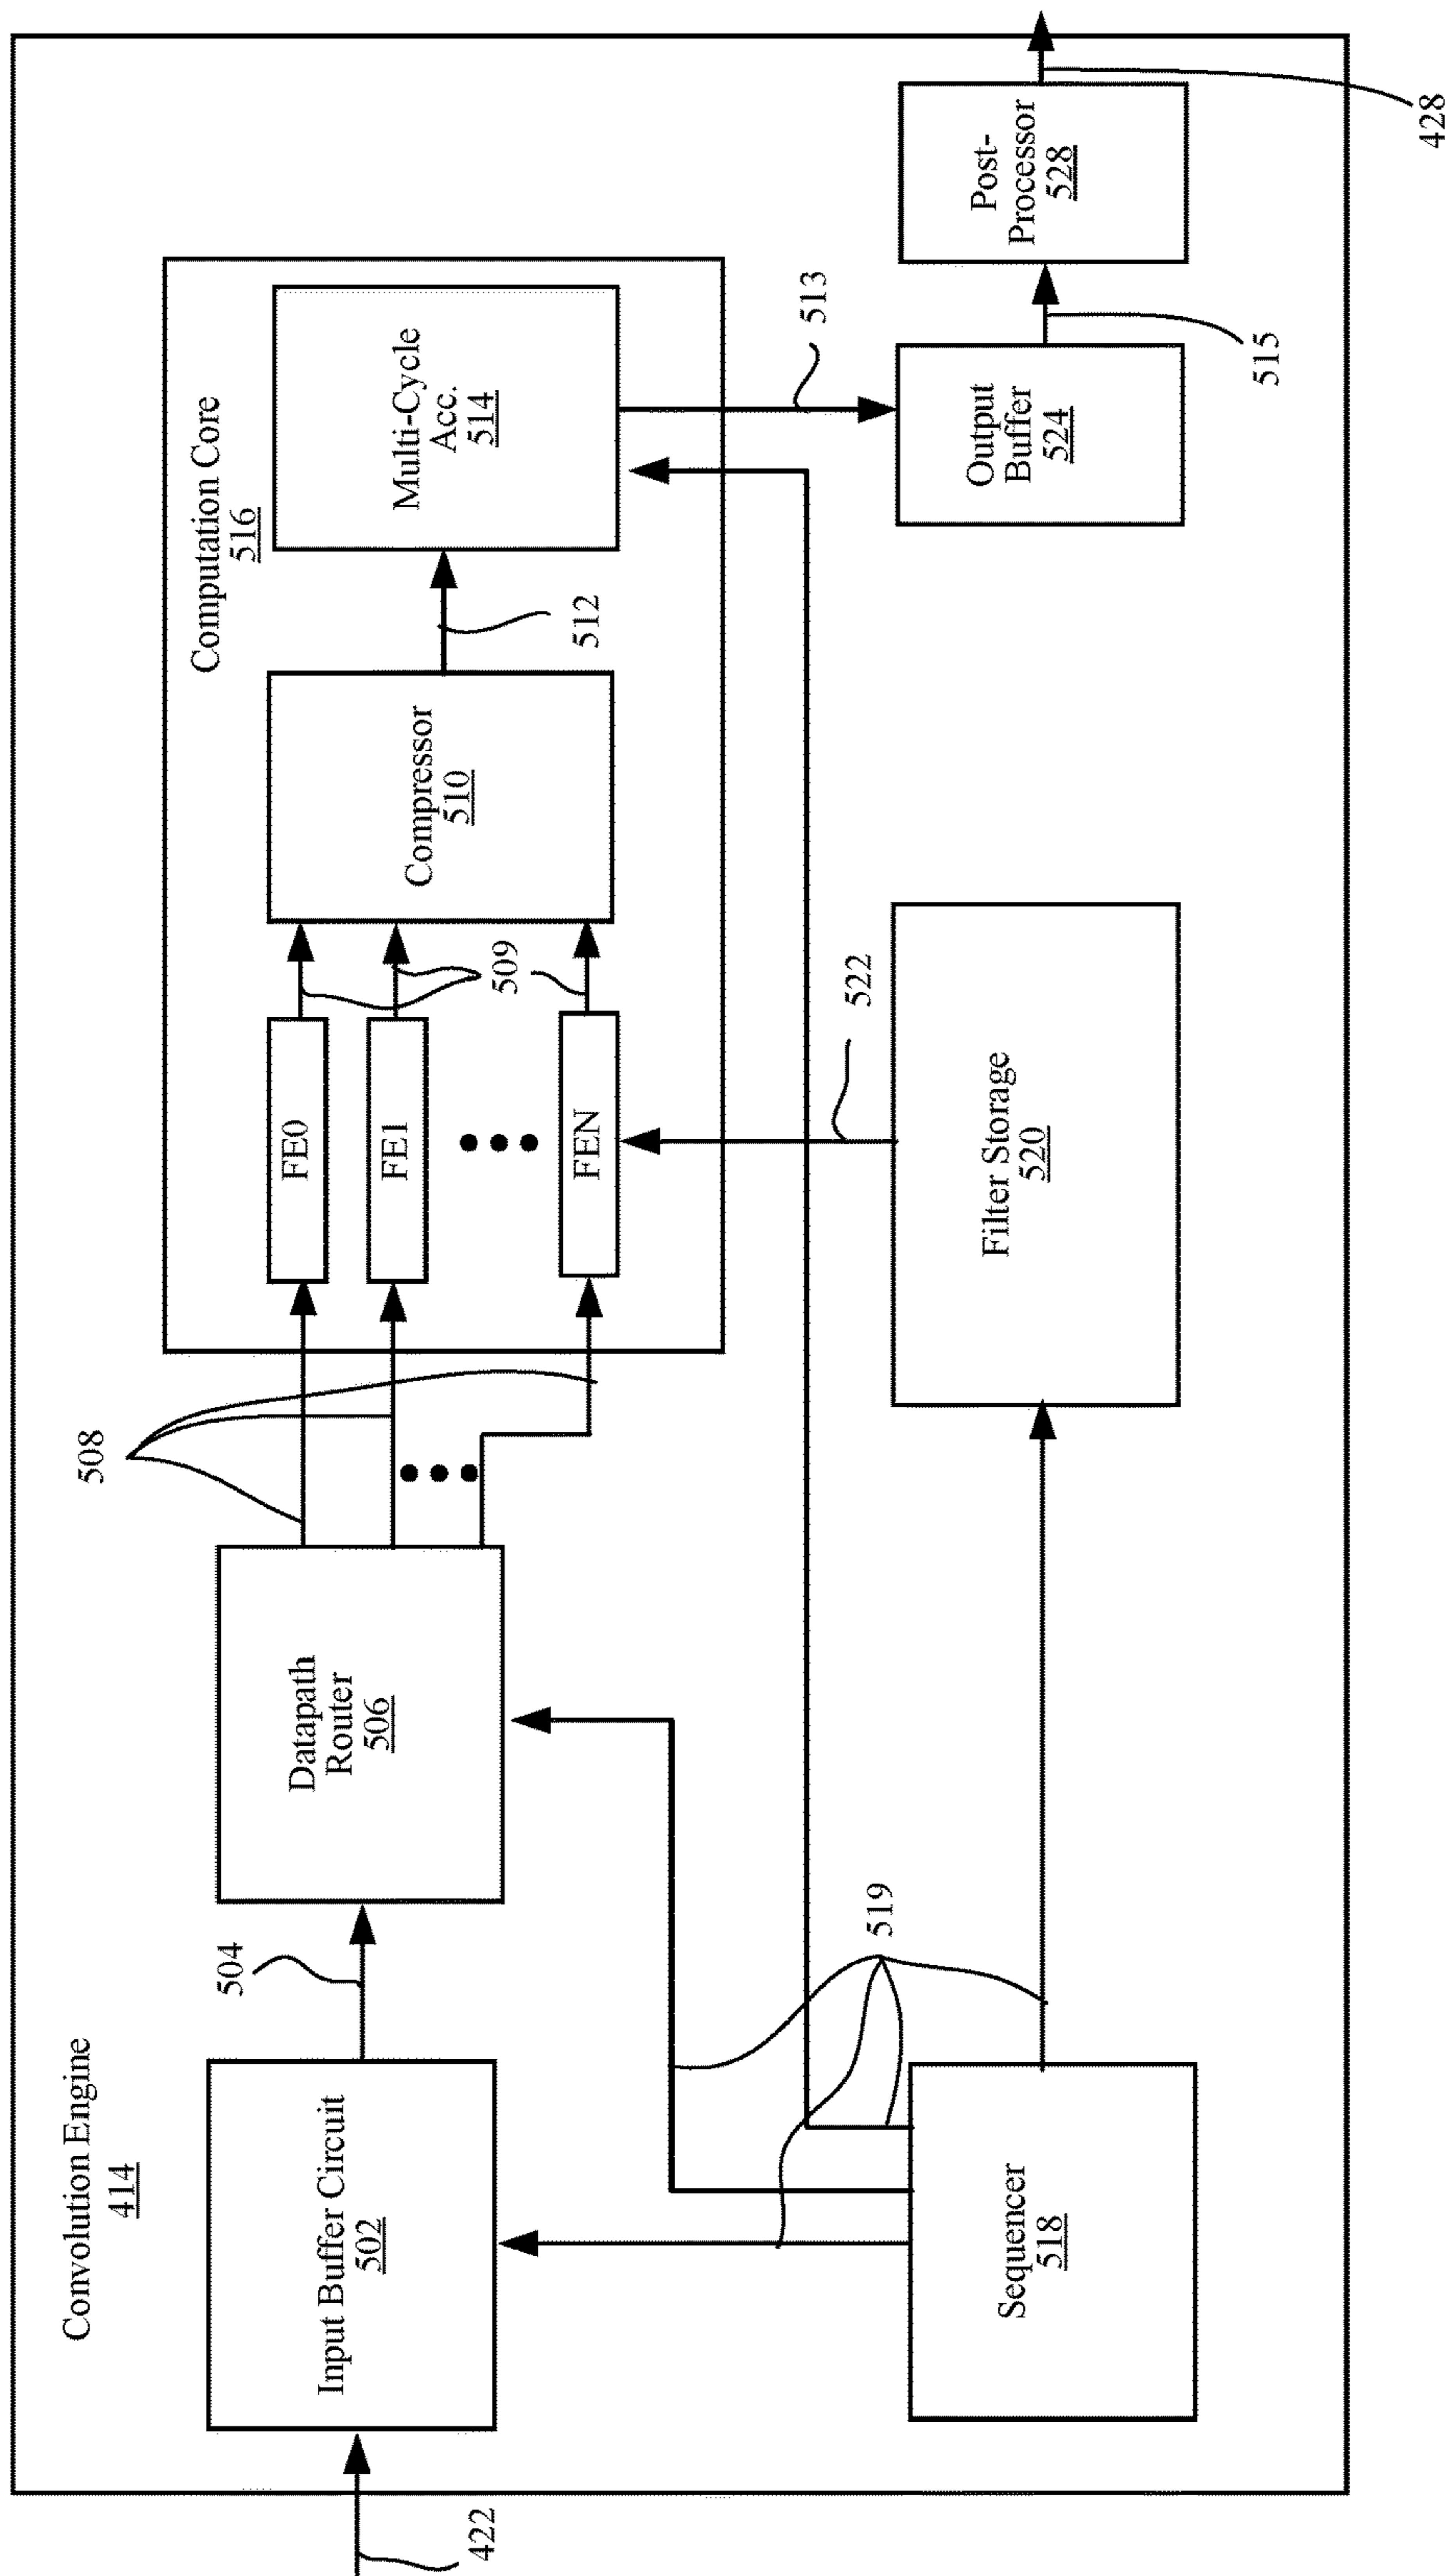 Convolution Engine
414
422
Input Buffer Circuit
502
504
Datapath
Router
506
508
Computation Core
516
FE0
FE1
FEN
509
Compressor
510
512
Multi-Cycle
Acc.
514
513
Sequencer
518
519
Filter Storage
520
522
Output
Buffer
524
515
Post-
Processor
528
428